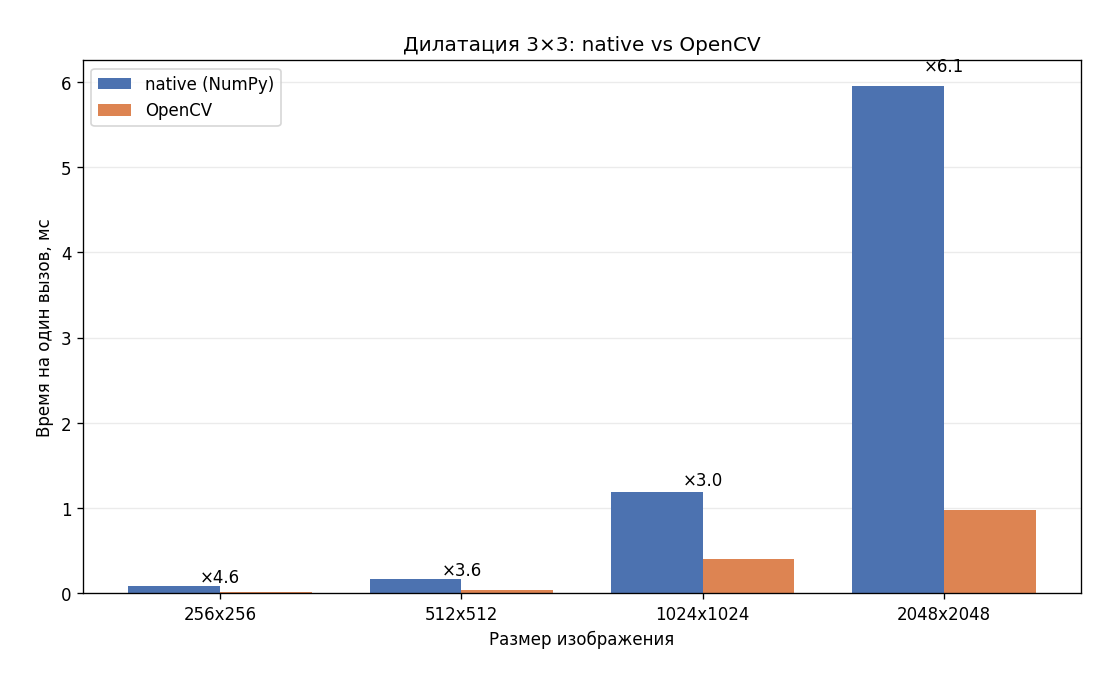 Дилатация 3×3: native vs OpenCV
native (NumPy)
OpenCV
Время на один вызов, мс
6
5
4
3
2
1
0
×4.6
×3.6
×3.0
×6.1
256x256
512x512
1024x1024
2048x2048
Размер изображения